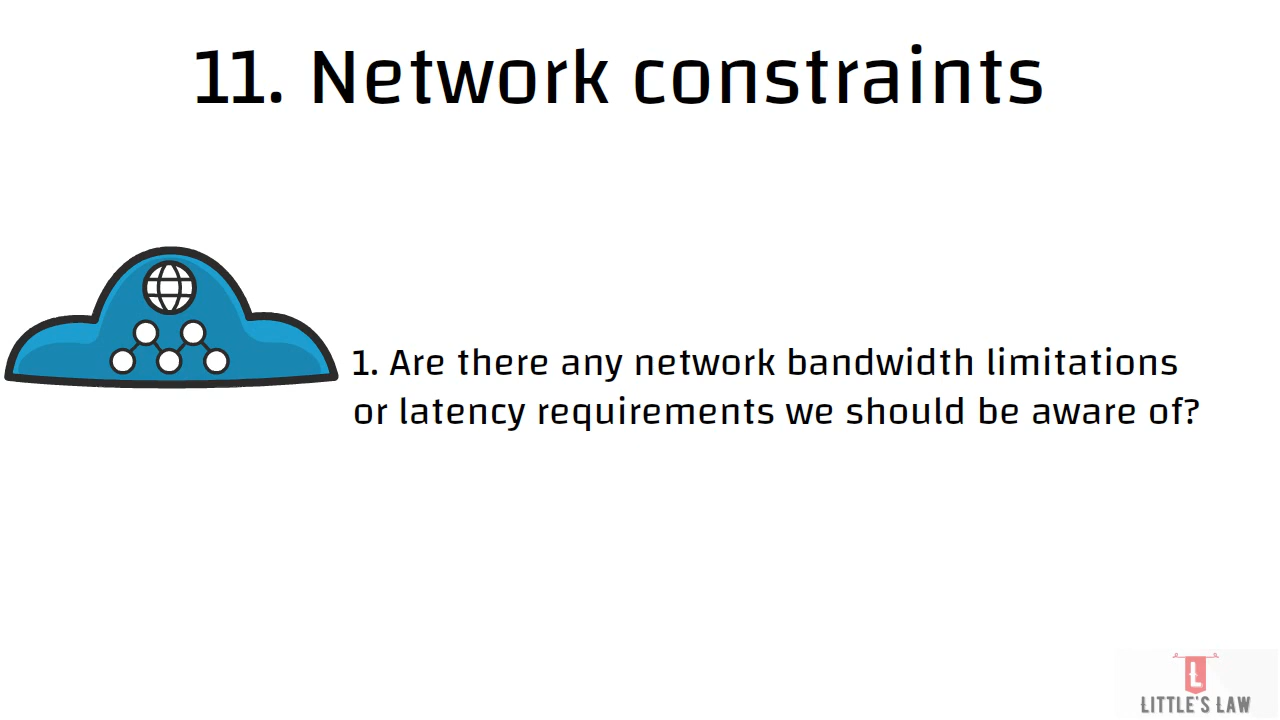 11. Network constraints
1. Are there any network bandwidth limitations
or latency requirements we should be aware of?
L
LITTLE'S LAW